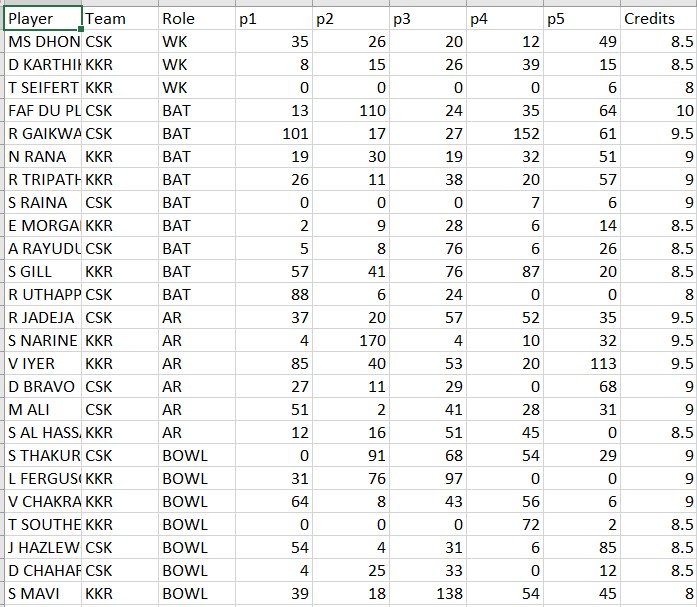 Player Team Role p1 p2 p3 p4 p5 Credits
MS DHON CSK WK 35 26 20 12 49 8.5
D KARTHI KKR WK 8 15 26 39 15 8.5
T SEIFERT KKR WK 0 0 0 0 6 8
FAF DU PL CSK BAT 13 110 24 35 64 10
R GAIKWA CSK BAT 101 17 27 152 61 9.5
N RANA KKR BAT 19 30 19 32 51 9
R TRIPATH KKR BAT 26 11 38 20 57 9
S RAINA CSK BAT 0 0 0 7 6 9
E MORGA KKR BAT 2 9 28 6 14 8.5
A RAYUDU CSK BAT 5 8 76 6 26 8.5
S GILL KKR BAT 57 41 76 87 20 8.5
R UTHAPP CSK BAT 88 6 24 0 0 8
R JADEJA CSK AR 37 20 57 52 35 9.5
S NARINE KKR AR 4 170 4 10 32 9.5
V IYER KKR AR 85 40 53 20 113 9.5
D BRAVO CSK AR 27 11 29 0 68 9
M ALI CSK AR 51 2 41 28 31 9
S AL HASS KKR AR 12 16 51 45 0 8.5
S THAKUR CSK BOWL 0 91 68 54 29 9
L FERGUS KKR BOWL 31 76 97 0 0 9
V CHAKRA KKR BOWL 64 8 43 56 6 9
T SOUTHE KKR BOWL 0 0 0 72 2 8.5
J HAZLEW CSK BOWL 54 4 31 6 85 8.5
D CHAHAR CSK BOWL 4 25 33 0 12 8.5
S MAVI KKR BOWL 39 18 138 54 45 8